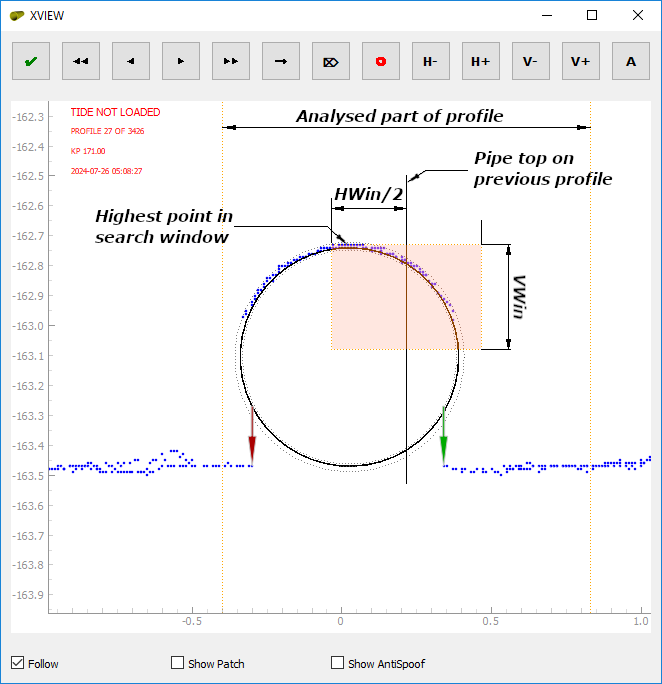 XVIEW
H- H+ V- V+ A
TIDE NOT LOADED
PROFILE 27 OF 3426
KP 171.00
2024-07-26 05:08:27
Analysed part of profile
Pipe top on
previous profile
HWin/2
Highest point in
search window
VWin
-162.3
-162.4
-162.5
-162.6
-162.7
-162.8
-162.9
-163.0
-163.1
-163.2
-163.3
-163.4
-163.5
-163.6
-163.7
-163.8
-163.9
-0.5 0 0.5 1.0
Follow Show Patch Show AntiSpoof